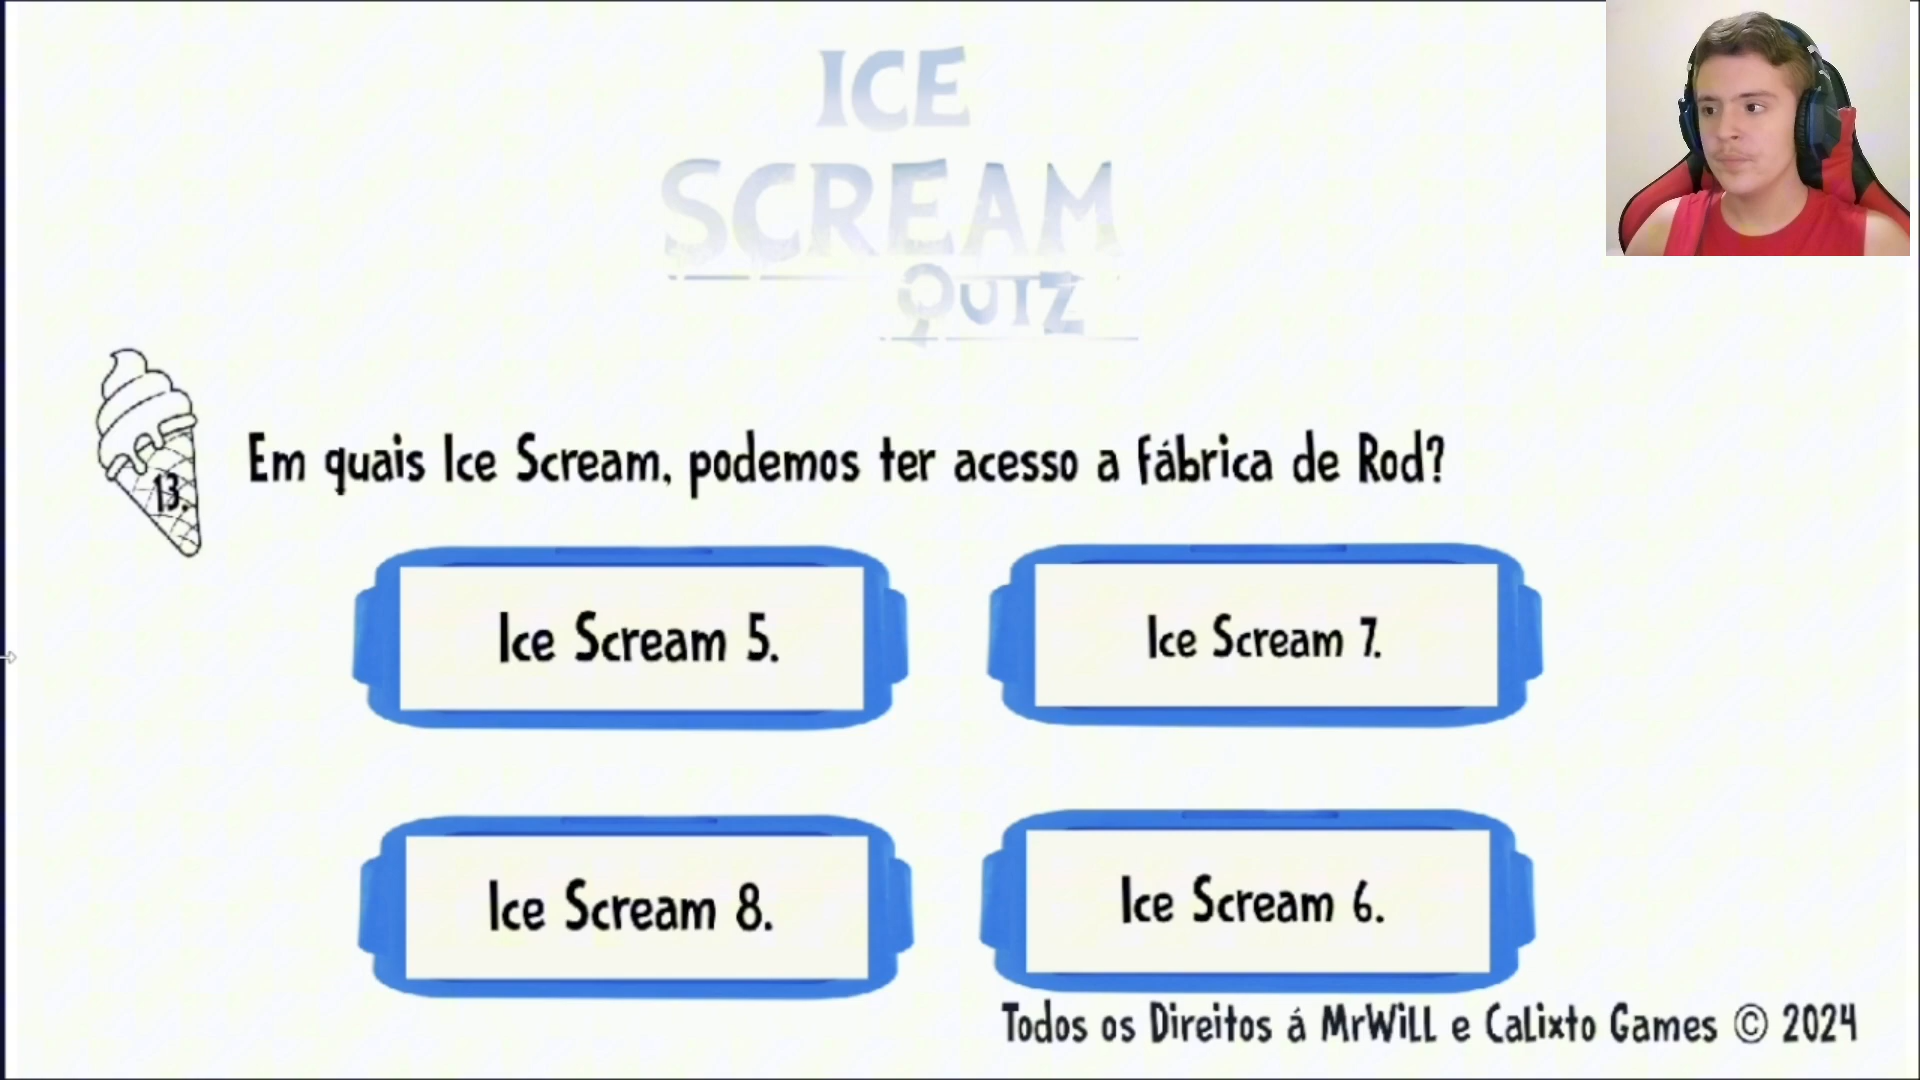 ICE
SCREAM
QUIZ
13.
Em quais Ice Scream, podemos ter acesso a fábrica de Rod?
Ice Scream 5.
Ice Scream 7.
Ice Scream 8.
Ice Scream 6.
Todos os Direitos á MrWiLL e CaLixto Games © 2024